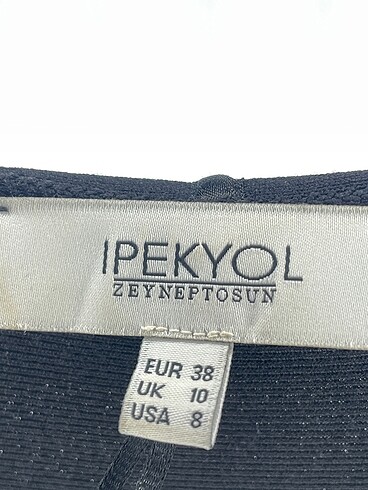 IPEKYOL
ZEYNEPTOSUN
EUR 38
UK 10
USA 8